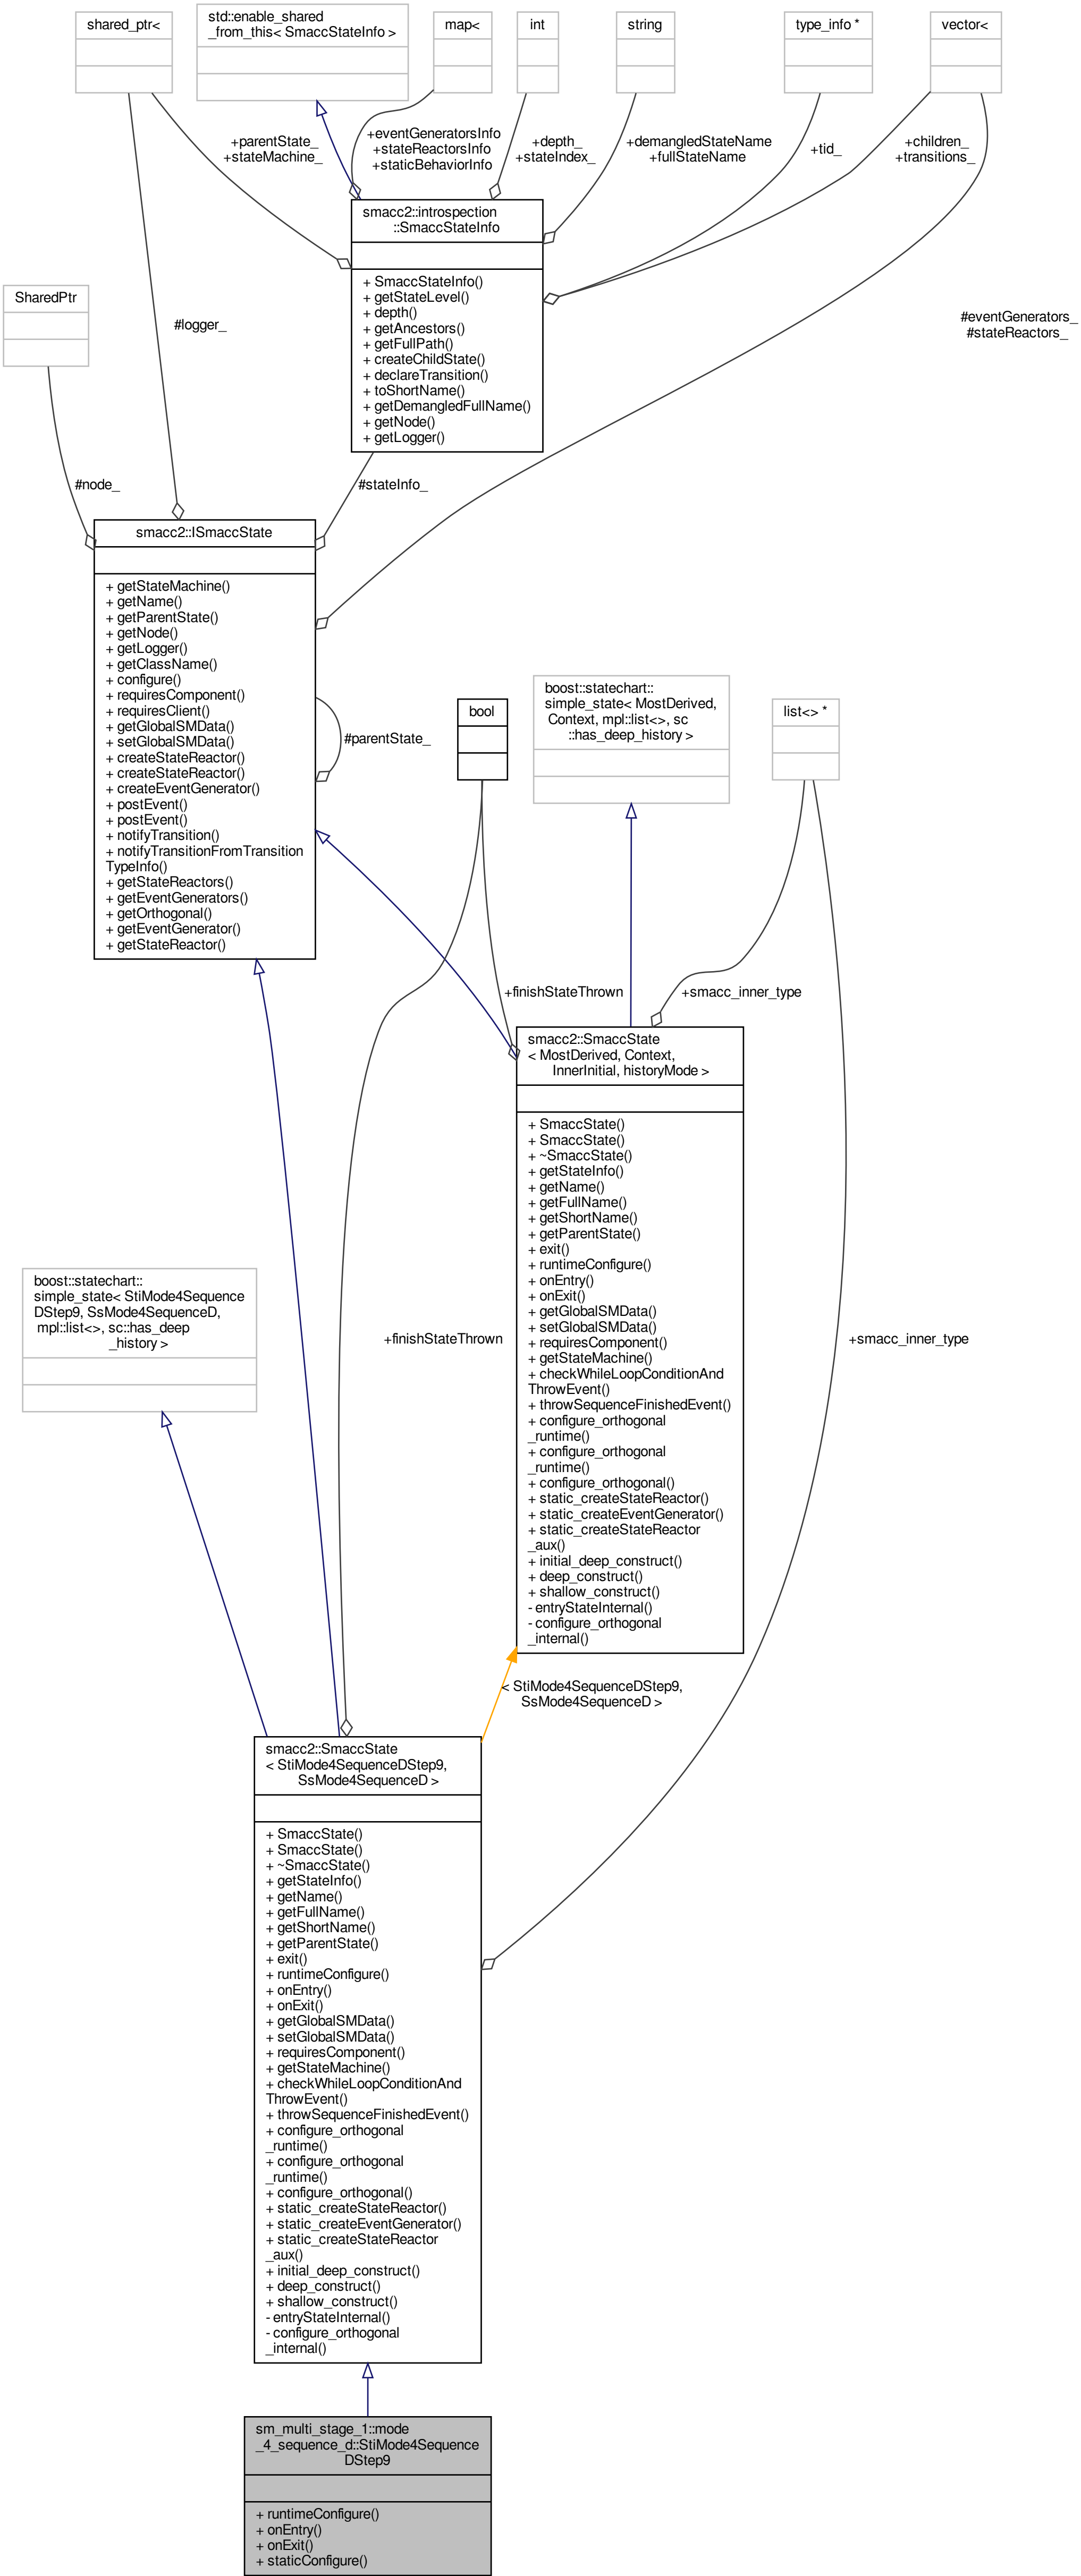 shared_ptr<
std::enable_shared
_from_this< SmaccStateInfo >
map<
int
string
type_info *
vector<
+parentState_
+stateMachine_
+eventGeneratorsInfo
+stateReactorsInfo
+staticBehaviorInfo
+depth_
+stateIndex_
+demangledStateName
+fullStateName
+tid_
+children_
+transitions_
smacc2::introspection
::SmaccStateInfo
+ SmaccStateInfo()
+ getStateLevel()
+ depth()
+ getAncestors()
+ getFullPath()
+ createChildState()
+ declareTransition()
+ toShortName()
+ getDemangledFullName()
+ getNode()
+ getLogger()
SharedPtr
#logger_
#eventGenerators_
#stateReactors_
#node_
#stateInfo_
smacc2::ISmaccState
+ getStateMachine()
+ getName()
+ getParentState()
+ getNode()
+ getLogger()
+ getClassName()
+ configure()
+ requiresComponent()
+ requiresClient()
+ getGlobalSMData()
+ setGlobalSMData()
+ createStateReactor()
+ createStateReactor()
+ createEventGenerator()
+ postEvent()
+ postEvent()
+ notifyTransition()
+ notifyTransitionFromTransition
TypeInfo()
+ getStateReactors()
+ getEventGenerators()
+ getOrthogonal()
+ getEventGenerator()
+ getStateReactor()
#parentState_
bool
boost::statechart::
simple_state< MostDerived,
Context, mpl::list<>, sc
::has_deep_history >
list<> *
+finishStateThrown
+smacc_inner_type
smacc2::SmaccState
< MostDerived, Context,
InnerInitial, historyMode >
+ SmaccState()
+ SmaccState()
+ ~SmaccState()
+ getStateInfo()
+ getName()
+ getFullName()
+ getShortName()
+ getParentState()
+ exit()
+ runtimeConfigure()
+ onEntry()
+ onExit()
+ getGlobalSMData()
+ setGlobalSMData()
+ requiresComponent()
+ getStateMachine()
+ checkWhileLoopConditionAnd
ThrowEvent()
+ throwSequenceFinishedEvent()
+ configure_orthogonal
_runtime()
+ configure_orthogonal
_runtime()
+ configure_orthogonal()
+ static_createStateReactor()
+ static_createEventGenerator()
+ static_createStateReactor
_aux()
+ initial_deep_construct()
+ deep_construct()
+ shallow_construct()
- entryStateInternal()
- configure_orthogonal
_internal()
boost::statechart::
simple_state< StiMode4Sequence
DStep9, SsMode4SequenceD,
mpl::list<>, sc::has_deep
_history >
+finishStateThrown
+smacc_inner_type
< StiMode4SequenceDStep9,
SsMode4SequenceD >
smacc2::SmaccState
< StiMode4SequenceDStep9,
SsMode4SequenceD >
+ SmaccState()
+ SmaccState()
+ ~SmaccState()
+ getStateInfo()
+ getName()
+ getFullName()
+ getShortName()
+ getParentState()
+ exit()
+ runtimeConfigure()
+ onEntry()
+ onExit()
+ getGlobalSMData()
+ setGlobalSMData()
+ requiresComponent()
+ getStateMachine()
+ checkWhileLoopConditionAnd
ThrowEvent()
+ throwSequenceFinishedEvent()
+ configure_orthogonal
_runtime()
+ configure_orthogonal
_runtime()
+ configure_orthogonal()
+ static_createStateReactor()
+ static_createEventGenerator()
+ static_createStateReactor
_aux()
+ initial_deep_construct()
+ deep_construct()
+ shallow_construct()
- entryStateInternal()
- configure_orthogonal
_internal()
sm_multi_stage_1::mode
_4_sequence_d::StiMode4Sequence
DStep9
+ runtimeConfigure()
+ onEntry()
+ onExit()
+ staticConfigure()